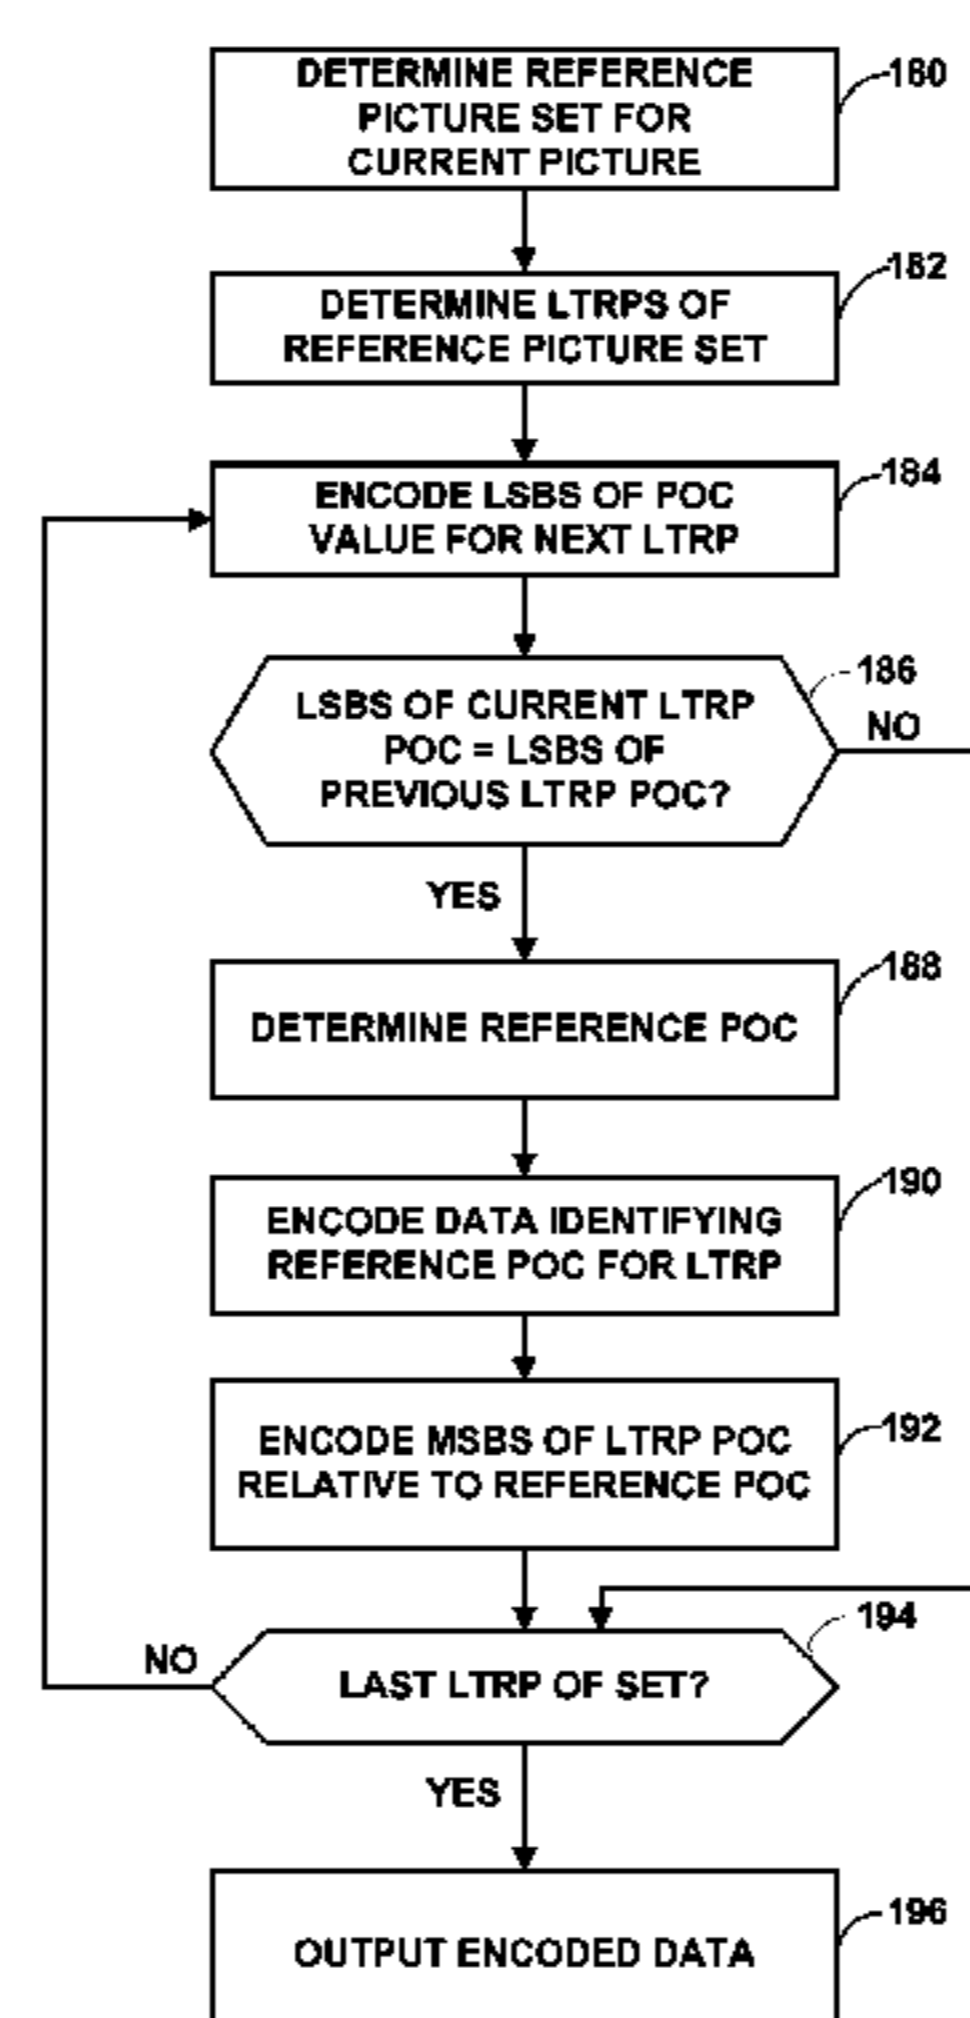 DETERMINE REFERENCE
PICTURE SET FOR
CURRENT PICTURE
180
DETERMINE LTRPS OF
REFERENCE PICTURE SET
182
ENCODE LSBS OF POC
VALUE FOR NEXT LTRP
184
LSBS OF CURRENT LTRP
POC = LSBS OF
PREVIOUS LTRP POC?
186
NO
YES
DETERMINE REFERENCE POC
188
ENCODE DATA IDENTIFYING
REFERENCE POC FOR LTRP
190
ENCODE MSBS OF LTRP POC
RELATIVE TO REFERENCE POC
192
NO
LAST LTRP OF SET?
194
YES
OUTPUT ENCODED DATA
196